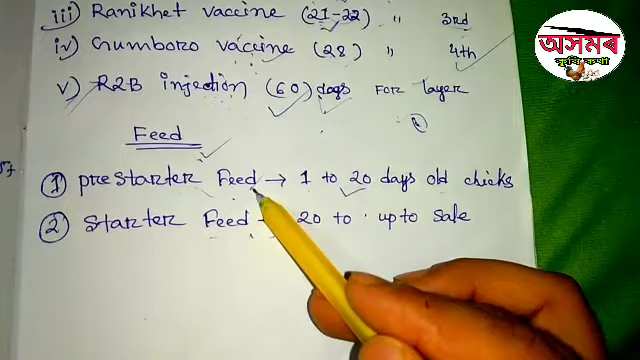 iii) Ranikhet vaccine (21-22) " 3rd
iv) Gumboro vaccine (28) " 4th
v) R2B injection (60) days FOR layer
Feed
① prestarter Feed → 1 to 20 days old chicks
② starter Feed - 20 to up to sale
অসমৰ
কৃষি কথা